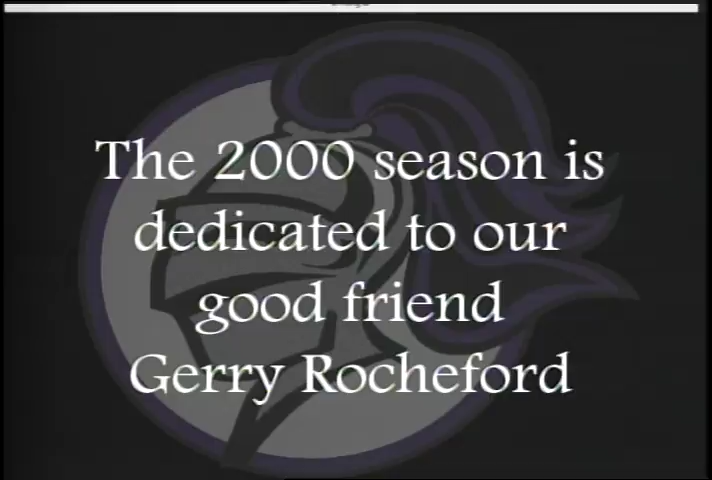 The 2000 season is
dedicated to our
good friend
Gerry Rocheford